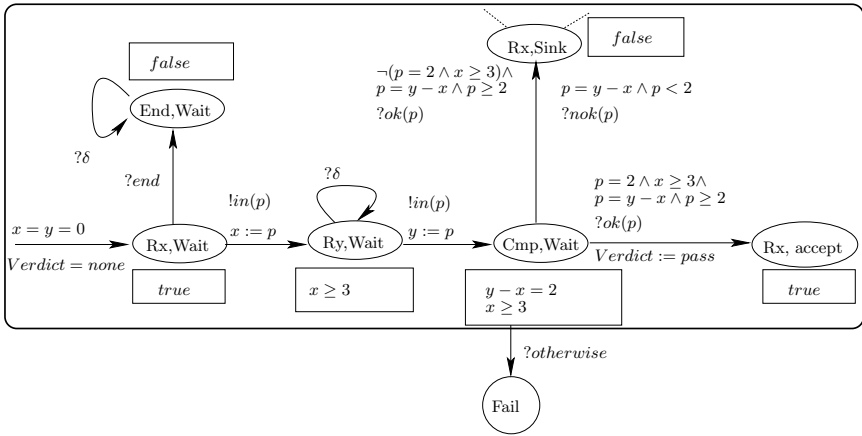 Rx,Sink
false
false
¬(p = 2 ∧ x ≥ 3)∧
p = y − x ∧ p ≥ 2
?ok(p)
p = y − x ∧ p < 2
?nok(p)
End,Wait
?δ
?end
?δ
!in(p)
x := p
!in(p)
y := p
p = 2 ∧ x ≥ 3∧
p = y − x ∧ p ≥ 2
?ok(p)
Verdict := pass
x = y = 0
Verdict = none
Rx,Wait
Ry,Wait
Cmp,Wait
Rx, accept
true
x ≥ 3
y − x = 2
x ≥ 3
true
?otherwise
Fail